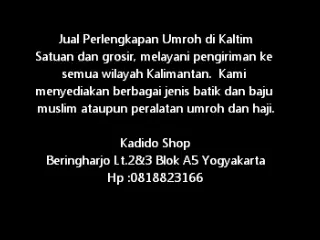 Jual Perlengkapan Umroh di Kaltim
Satuan dan grosir, melayani pengiriman ke
semua wilayah Kalimantan. Kami
menyediakan berbagai jenis batik dan baju
muslim ataupun peralatan umroh dan haji.
Kadido Shop
Beringharjo Lt.2&3 Blok A5 Yogyakarta
Hp :0818823166